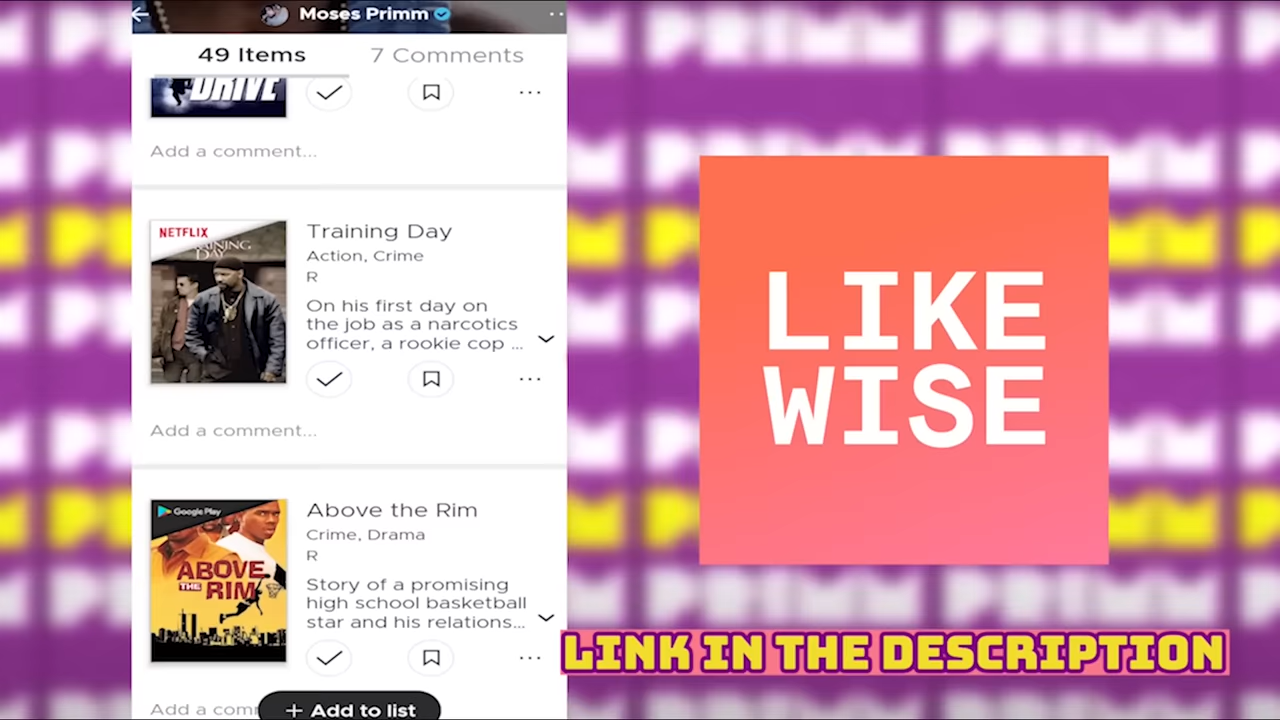 Moses Primm
49 Items
7 Comments
DRIVE
Add a comment...
NETFLIX
TRAINING
DAY
Training Day
Action, Crime
R
On his first day on
the job as a narcotics
officer, a rookie cop ...
Add a comment...
Google Play
ABOVE
THE RIM
Above the Rim
Crime, Drama
R
Story of a promising
high school basketball
star and his relations...
Add a com
+ Add to list
LIKE
WISE
LINK IN THE DESCRIPTION